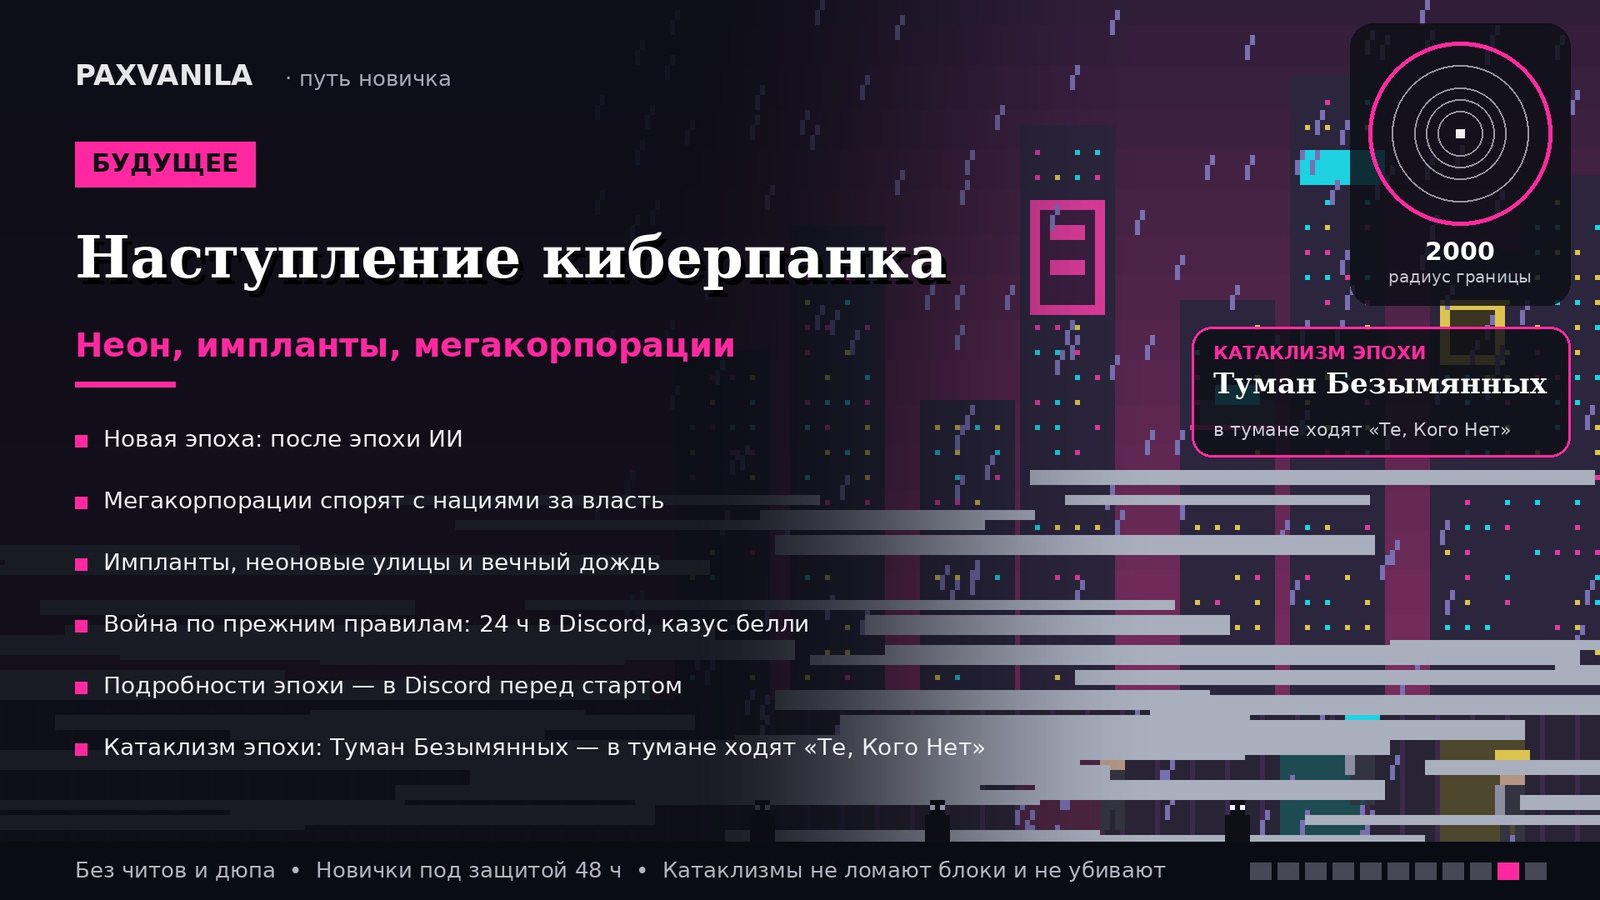 PAXVANILA · путь новичка
БУДУЩЕЕ
Наступление киберпанка
Неон, импланты, мегакорпорации
Новая эпоха: после эпохи ИИ
Мегакорпорации спорят с нациями за власть
Импланты, неоновые улицы и вечный дождь
Война по прежним правилам: 24 ч в Discord, казус белли
Подробности эпохи — в Discord перед стартом
Катаклизм эпохи: Туман Безымянных — в тумане ходят «Те, Кого Нет»
2000
радиус границы
КАТАКЛИЗМ ЭПОХИ
Туман Безымянных
в тумане ходят «Те, Кого Нет»
Без читов и дюпа • Новички под защитой 48 ч • Катаклизмы не ломают блоки и не убивают